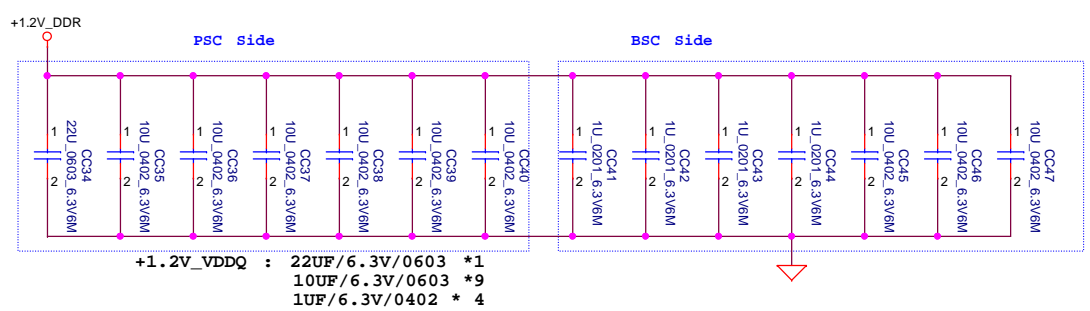 +1.2V_DDR
PSC Side
BSC Side
1
2
CC34
22U_0603_6.3V6M
1
2
CC35
10U_0402_6.3V6M
1
2
CC36
10U_0402_6.3V6M
1
2
CC37
10U_0402_6.3V6M
1
2
CC38
10U_0402_6.3V6M
1
2
CC39
10U_0402_6.3V6M
1
2
CC40
10U_0402_6.3V6M
1
2
CC41
1U_0201_6.3V6M
1
2
CC42
1U_0201_6.3V6M
1
2
CC43
1U_0201_6.3V6M
1
2
CC44
1U_0201_6.3V6M
1
2
CC45
10U_0402_6.3V6M
1
2
CC46
10U_0402_6.3V6M
1
2
CC47
10U_0402_6.3V6M
+1.2V_VDDQ : 22UF/6.3V/0603 *1
10UF/6.3V/0603 *9
1UF/6.3V/0402 * 4